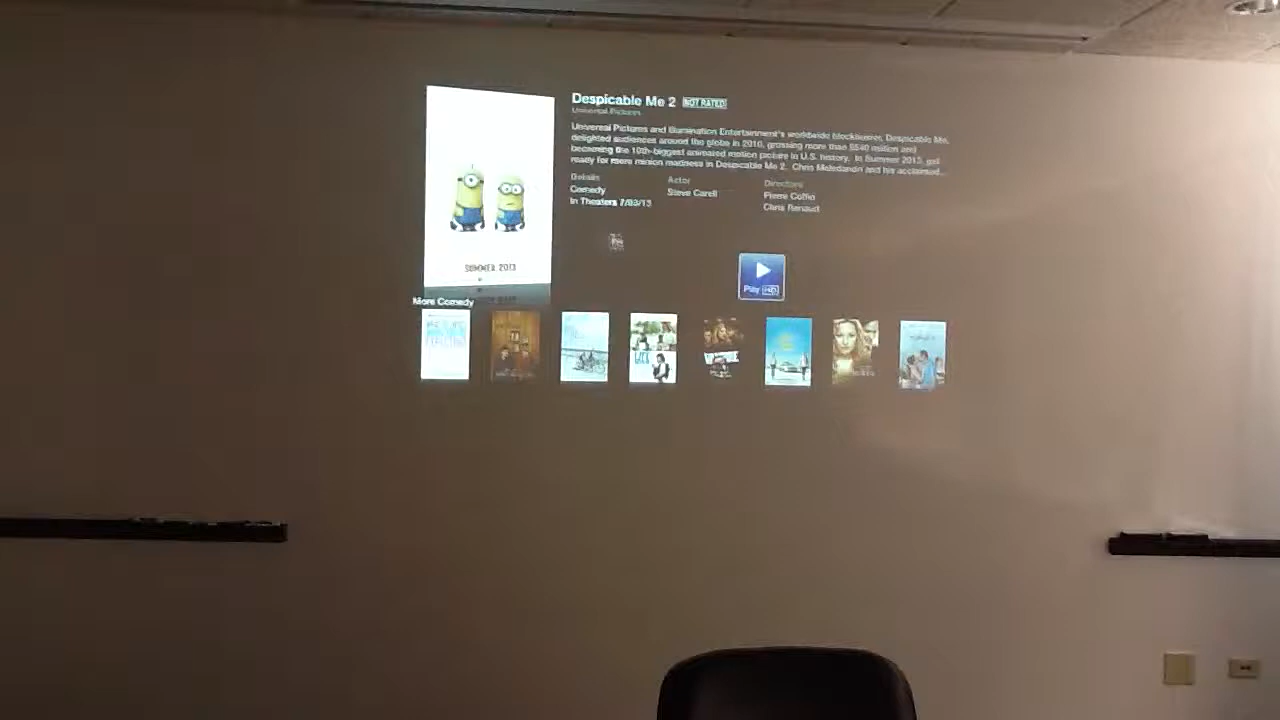 Despicable Me 2 NOT RATED
Universal Pictures
Universal Pictures and Illumination Entertainment's worldwide blockbuster, Despicable Me,
delighted audiences around the globe in 2010, grossing more than $540 million and
becoming the 10th-biggest animated motion picture in U.S. history. In Summer 2013, get
ready for more minion madness in Despicable Me 2. Chris Meledandri and his acclaimed...
Details
Actor
Directors
Comedy
Steve Carell
Pierre Coffin
In Theaters 7/03/13
Chris Renaud
SUMMER 2013
Play HD
More Comedy